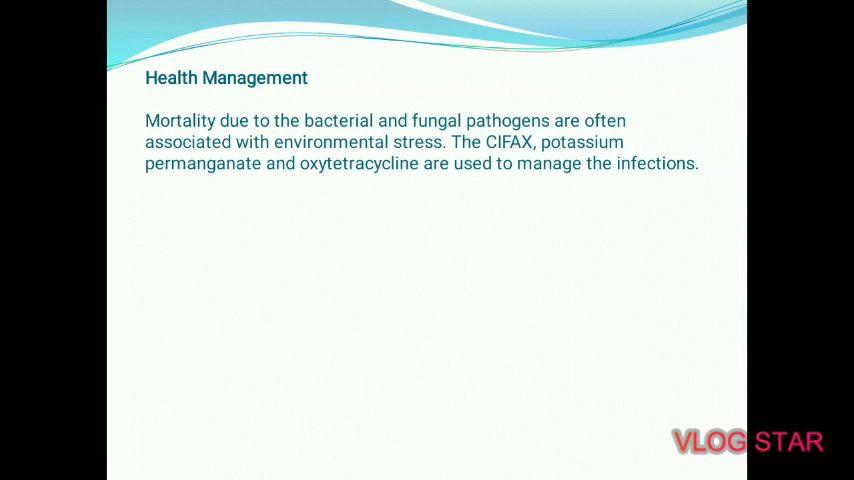 Health Management
Mortality due to the bacterial and fungal pathogens are often
associated with environmental stress. The CIFAX, potassium
permanganate and oxytetracycline are used to manage the infections.
VLOG STAR